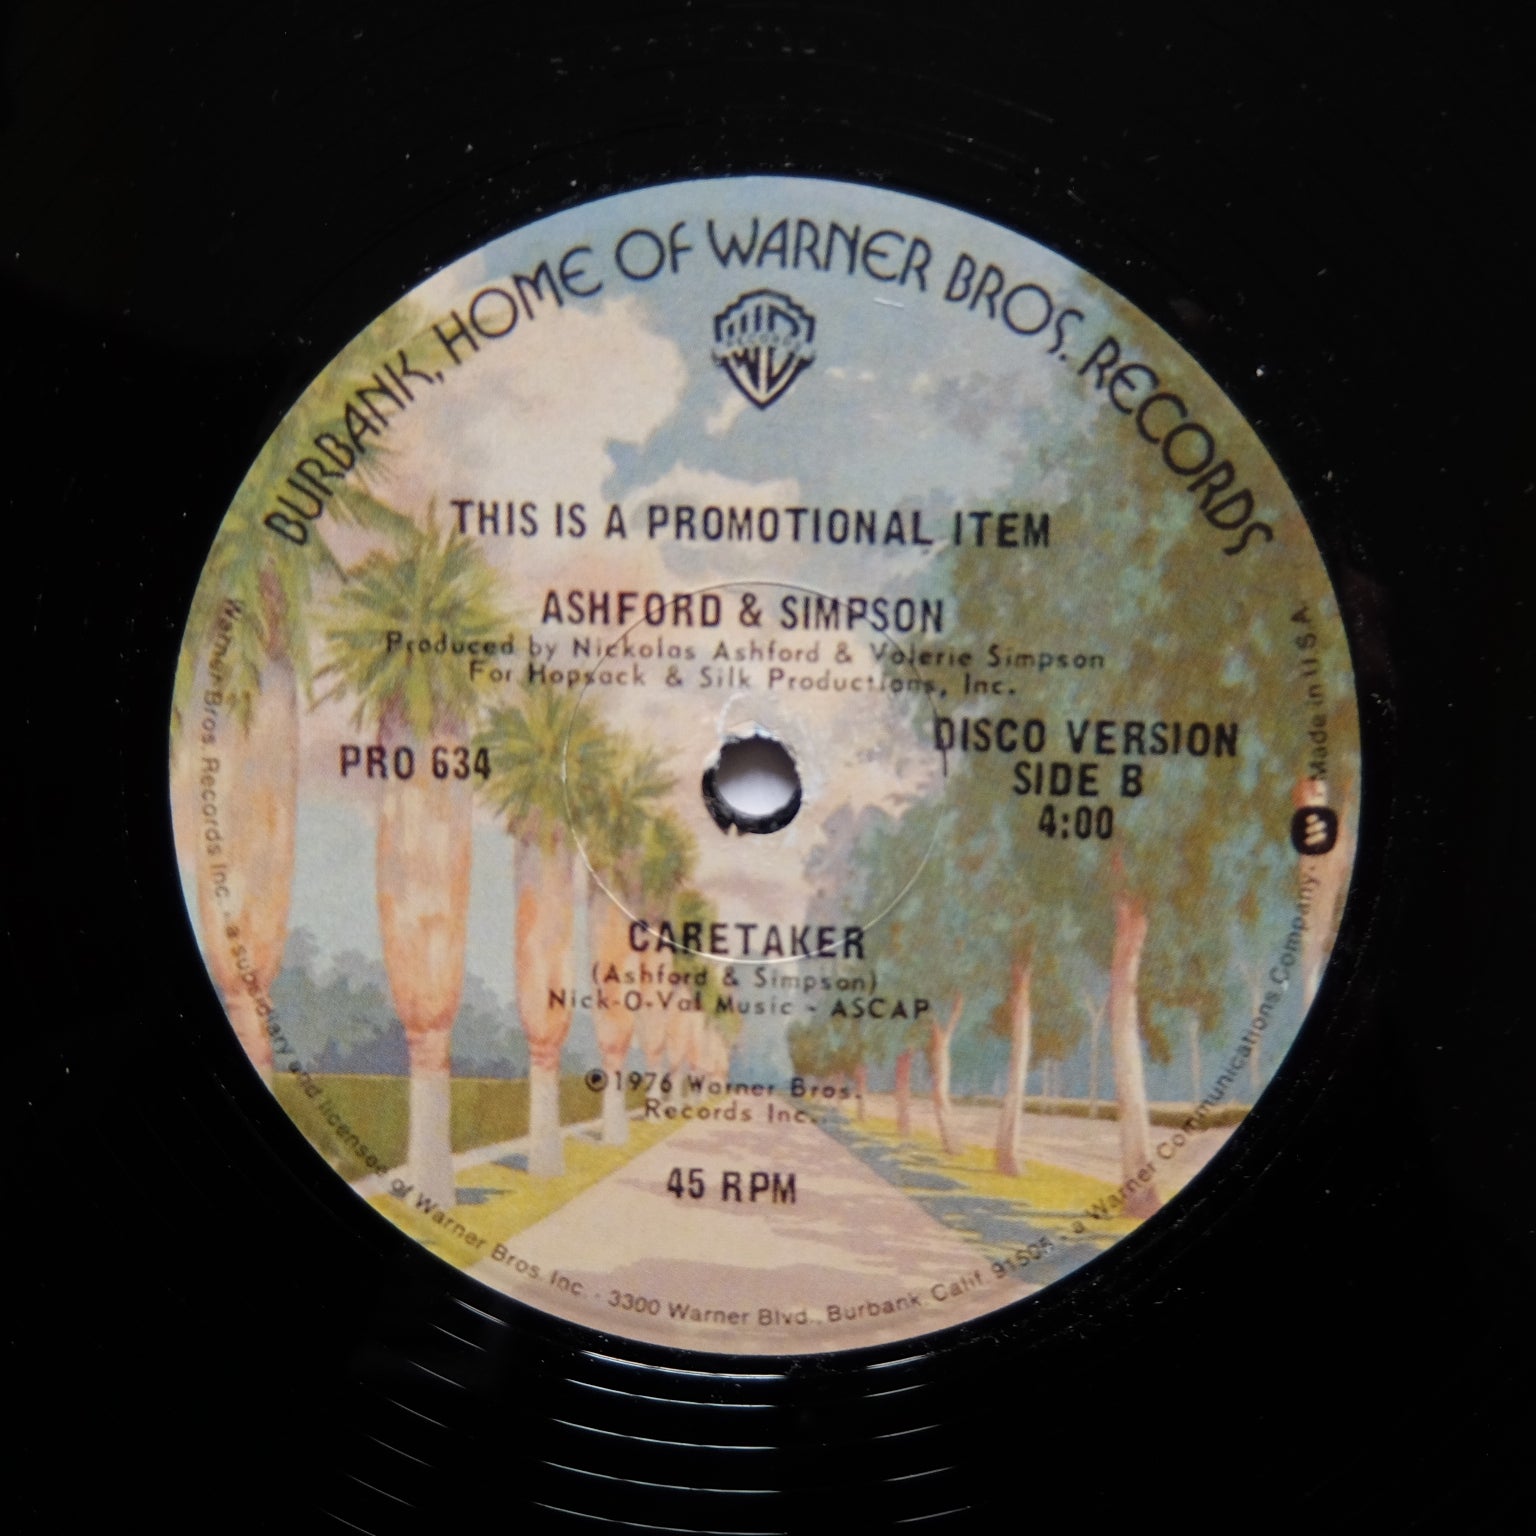 BURBANK, HOME OF WARNER BROS. RECORDS
RECORDS
THIS IS A PROMOTIONAL ITEM
ASHFORD & SIMPSON
Produced by Nickolas Ashford & Valerie Simpson
For Hopsack & Silk Productions, Inc.
PRO 634
DISCO VERSION
SIDE B
4:00
CARETAKER
(Ashford & Simpson)
Nick-O-Val Music - ASCAP
℗1976 Warner Bros.
Records Inc.
45 RPM
Warner Bros. Records Inc. - a subsidiary and licensee of Warner Bros. Inc. - 3300 Warner Blvd., Burbank, Calif. 91505 - a Warner Communications Company. Made in U.S.A.